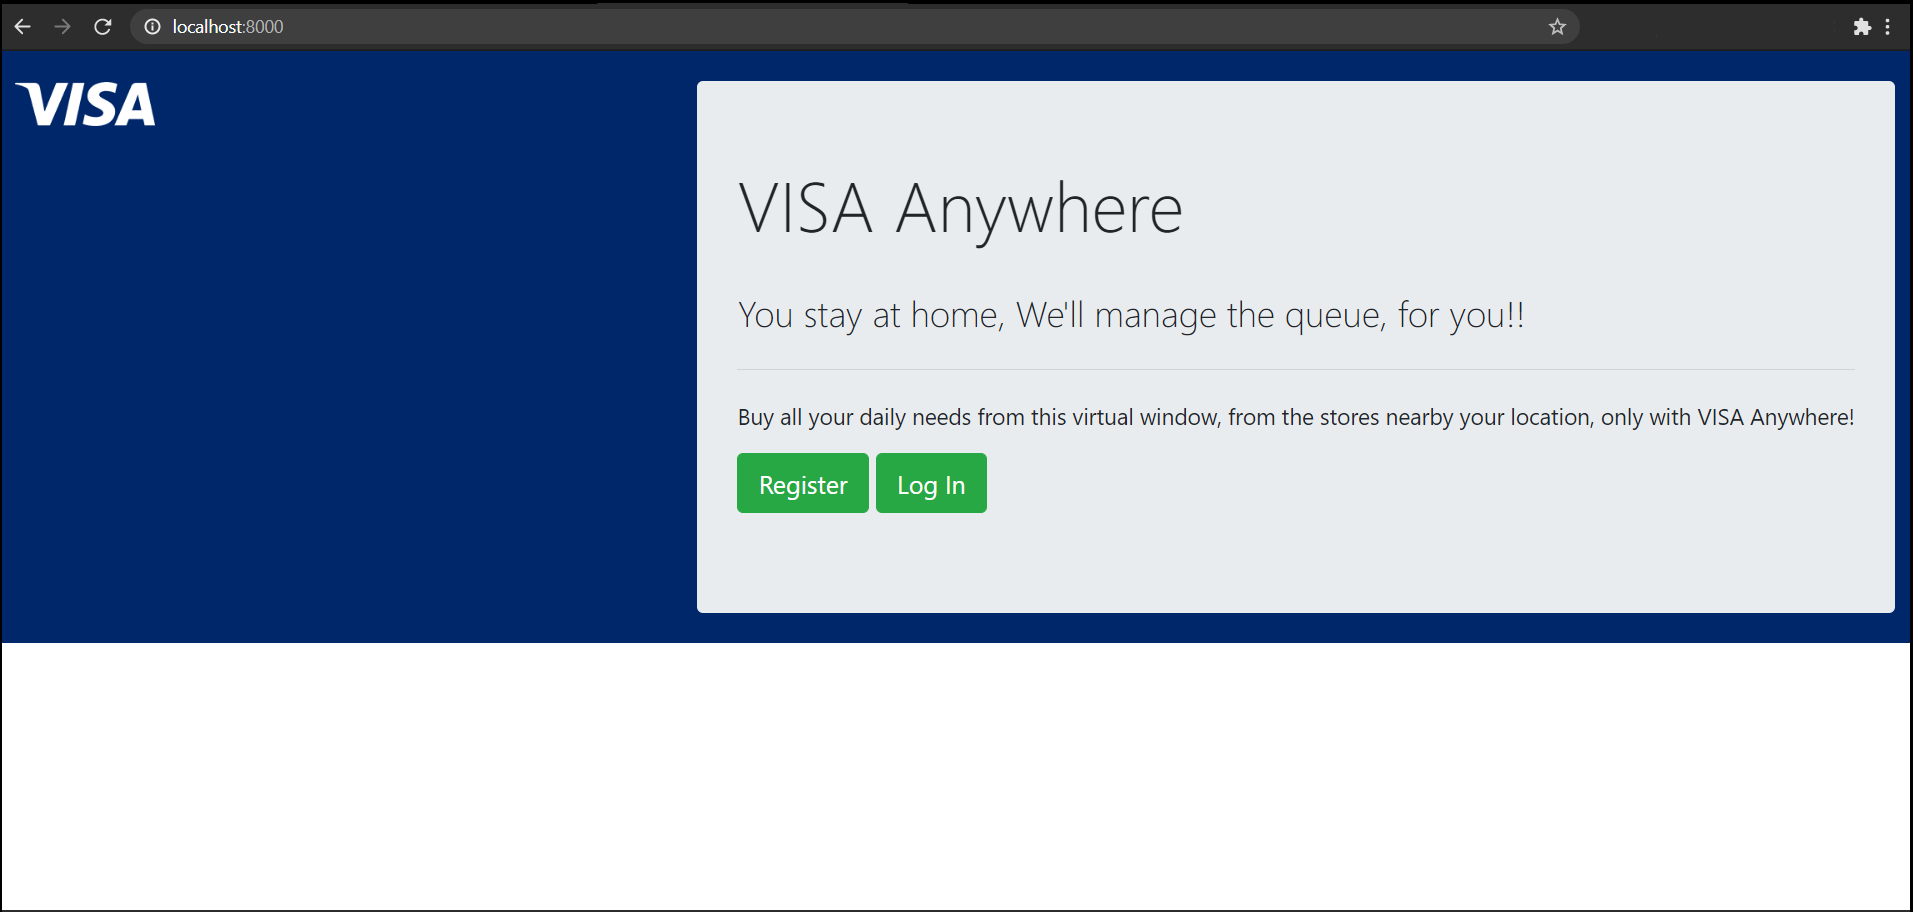 localhost:8000
VISA
VISA Anywhere
You stay at home, We'll manage the queue, for you!!
Buy all your daily needs from this virtual window, from the stores nearby your location, only with VISA Anywhere!
Register Log In